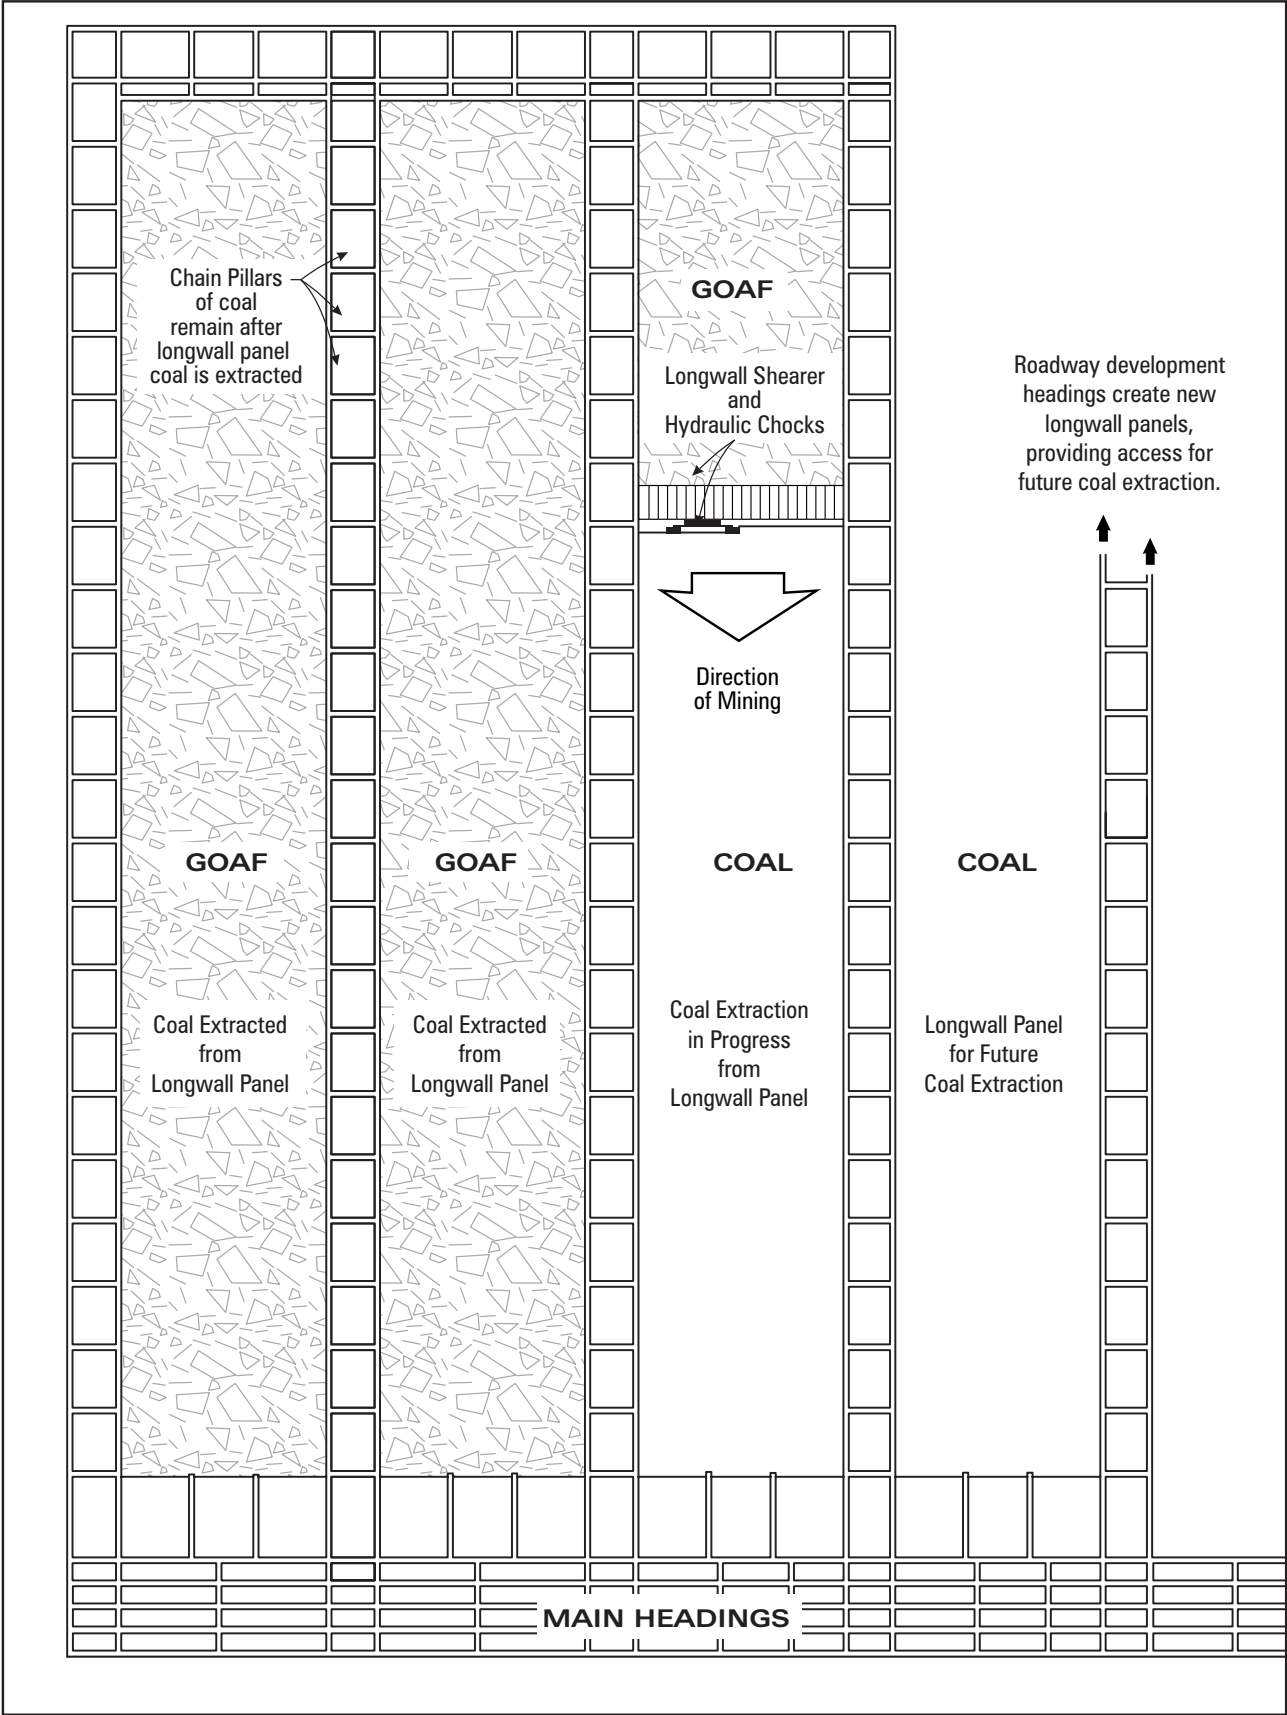 Chain Pillars
of coal
remain after
longwall panel
coal is extracted
GOAF
Longwall Shearer
and
Hydraulic Chocks
Roadway development
headings create new
longwall panels,
providing access for
future coal extraction.
Direction
of Mining
GOAF
GOAF
COAL
COAL
Coal Extracted
from
Longwall Panel
Coal Extracted
from
Longwall Panel
Coal Extraction
in Progress
from
Longwall Panel
Longwall Panel
for Future
Coal Extraction
MAIN HEADINGS